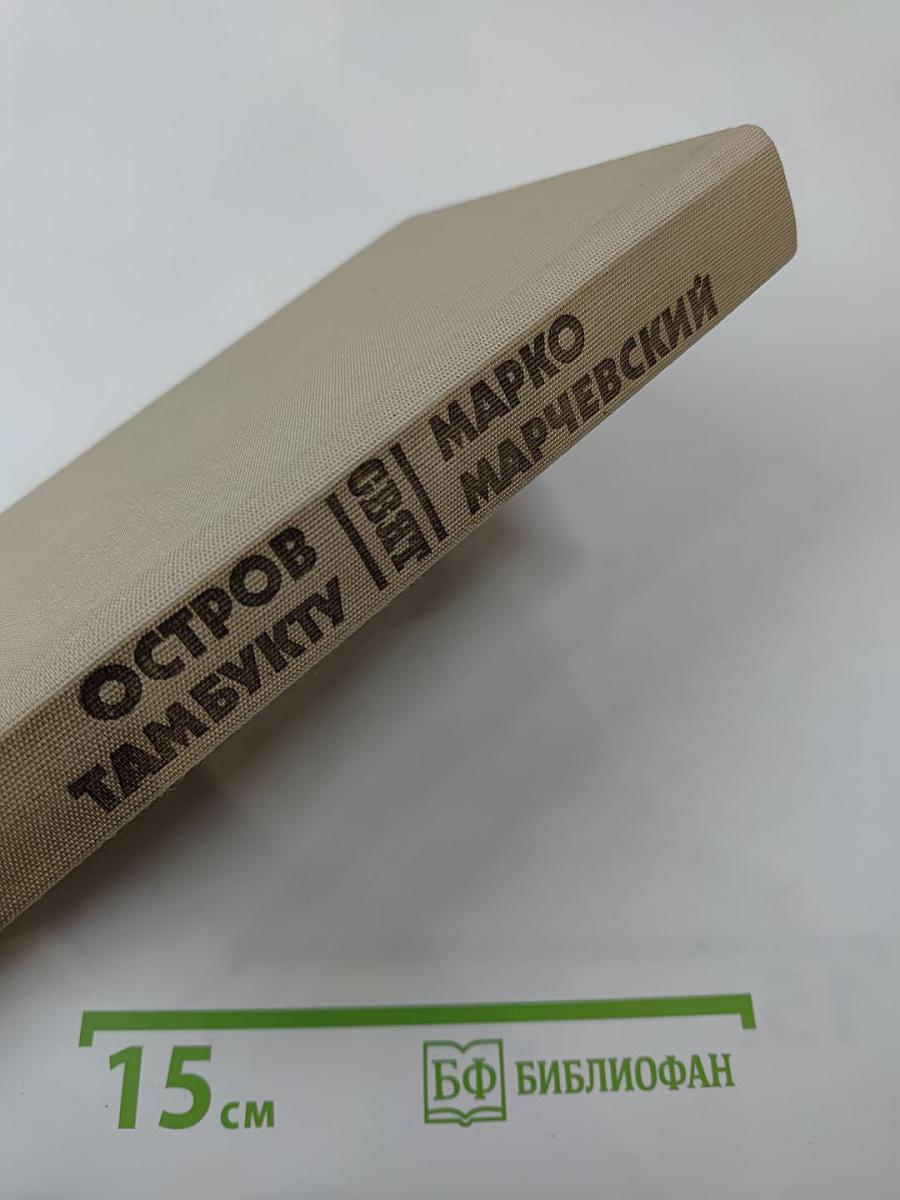 МАРКО
МАРЧЕВСКИЙ
СВЯТ
ОСТРОВ
ТАМБУКТУ
15 см
БФ БИБЛИОФАН